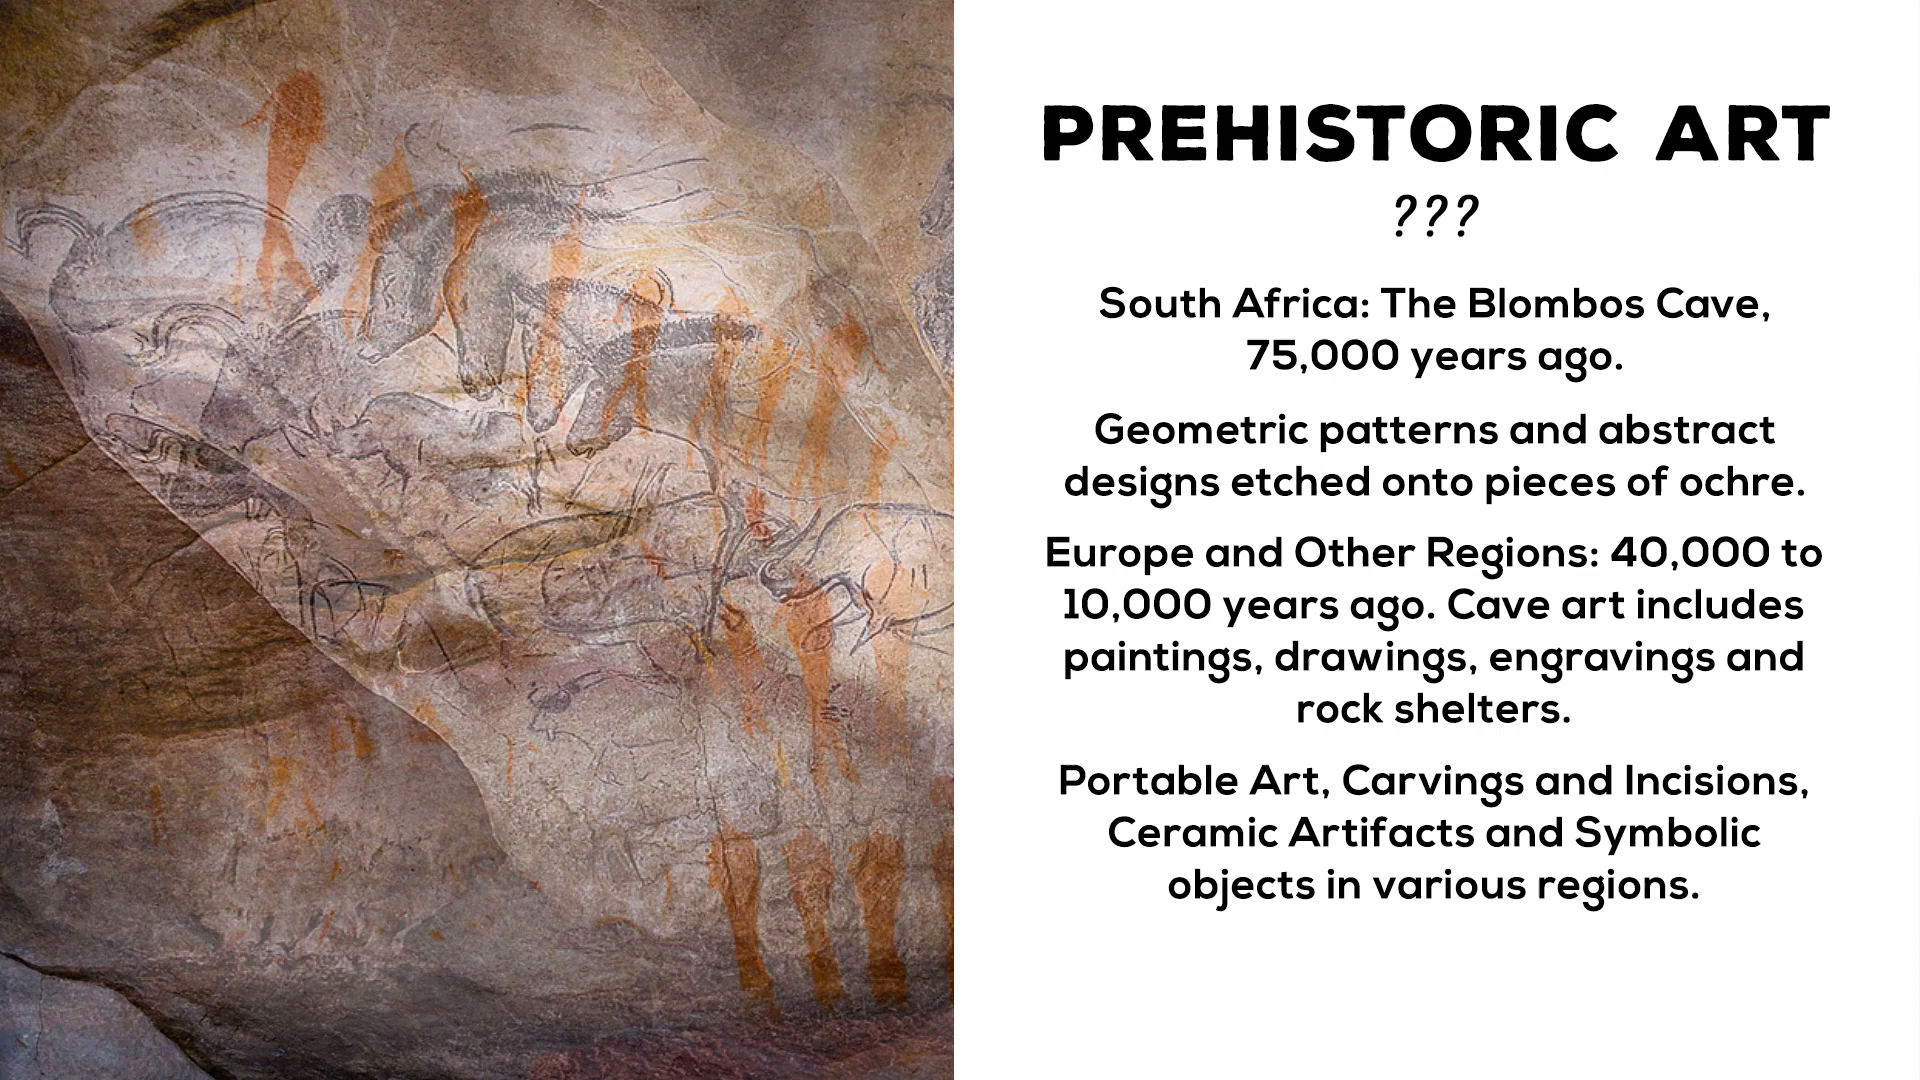 PREHISTORIC ART
???
South Africa: The Blombos Cave,
75,000 years ago.
Geometric patterns and abstract
designs etched onto pieces of ochre.
Europe and Other Regions: 40,000 to
10,000 years ago. Cave art includes
paintings, drawings, engravings and
rock shelters.
Portable Art, Carvings and Incisions,
Ceramic Artifacts and Symbolic
objects in various regions.